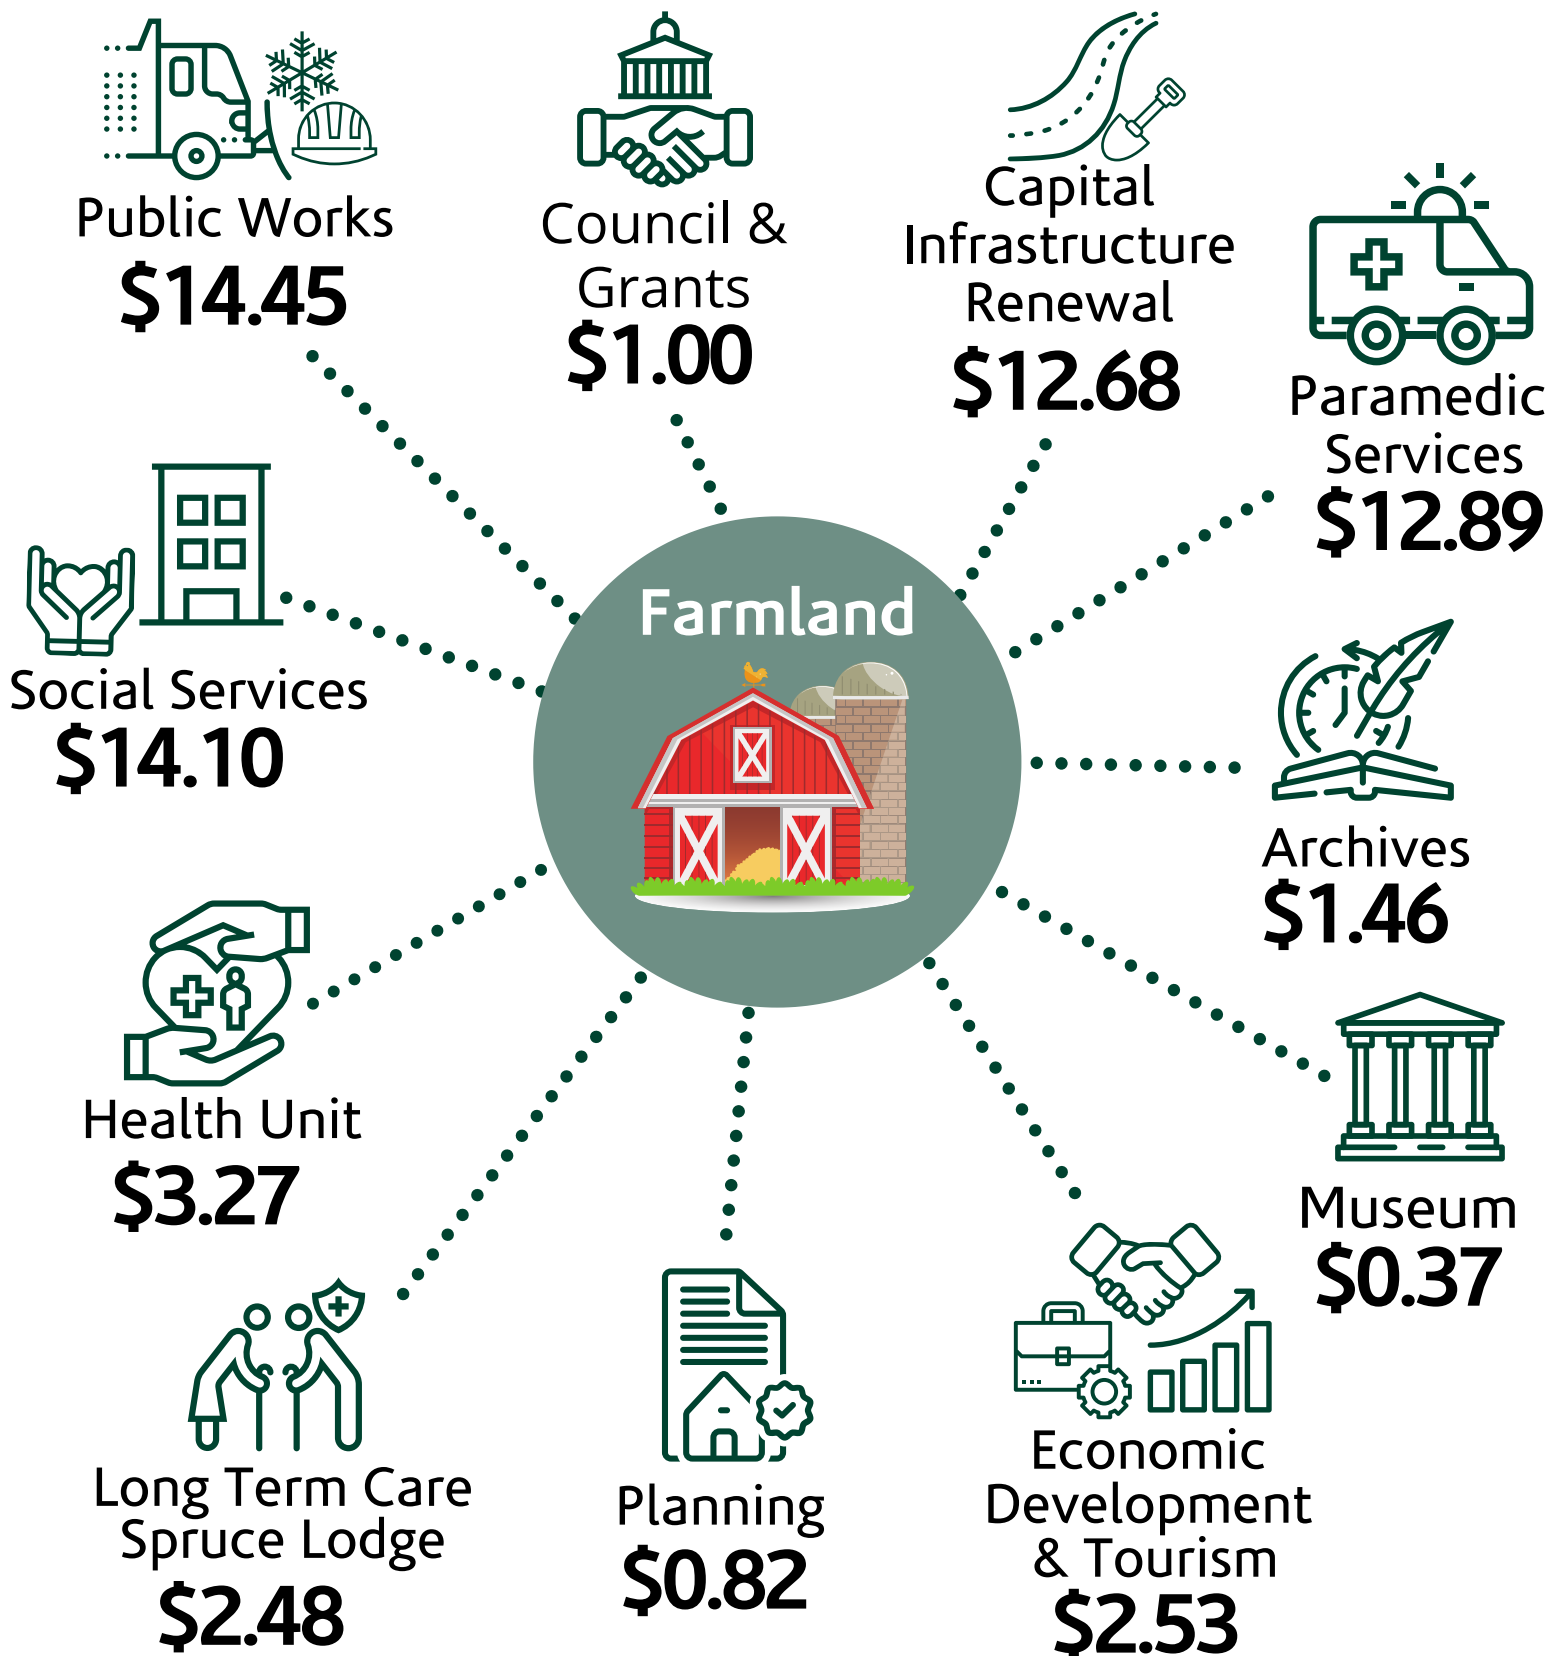 Public Works
$14.45
Council &
Grants
$1.00
Capital
Infrastructure
Renewal
$12.68
Paramedic
Services
$12.89
Social Services
$14.10
Farmland
Archives
$1.46
Health Unit
$3.27
Museum
$0.37
Long Term Care
Spruce Lodge
$2.48
Planning
$0.82
Economic
Development
& Tourism
$2.53